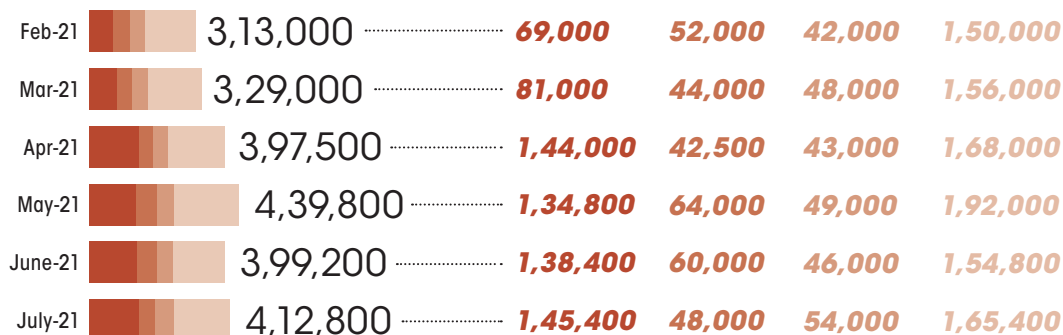 Feb-21 3,13,000 69,000 52,000 42,000 1,50,000
Mar-21 3,29,000 81,000 44,000 48,000 1,56,000
Apr-21 3,97,500 1,44,000 42,500 43,000 1,68,000
May-21 4,39,800 1,34,800 64,000 49,000 1,92,000
June-21 3,99,200 1,38,400 60,000 46,000 1,54,800
July-21 4,12,800 1,45,400 48,000 54,000 1,65,400